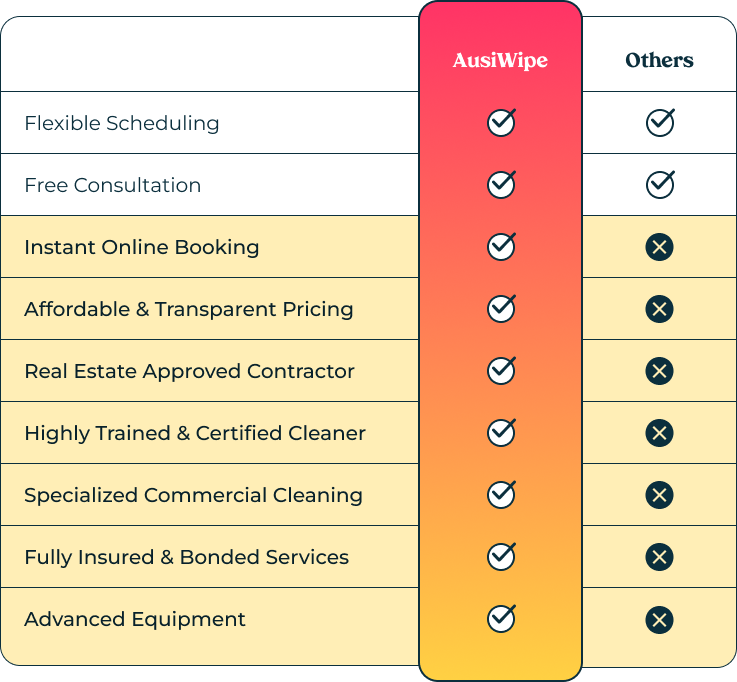 AusiWipe Others
Flexible Scheduling
Free Consultation
Instant Online Booking
Affordable & Transparent Pricing
Real Estate Approved Contractor
Highly Trained & Certified Cleaner
Specialized Commercial Cleaning
Fully Insured & Bonded Services
Advanced Equipment